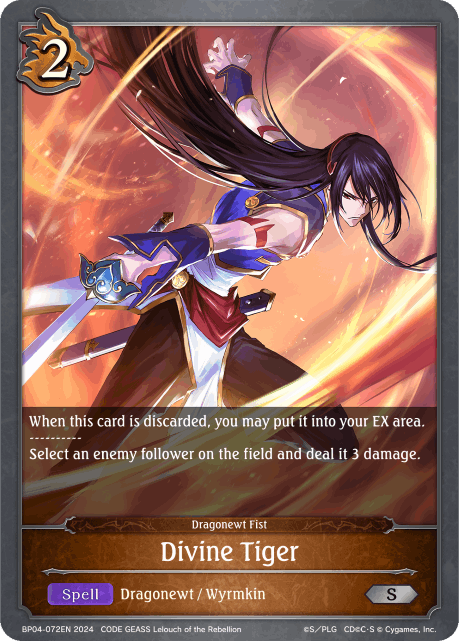 2
When this card is discarded, you may put it into your EX area.
----------
Select an enemy follower on the field and deal it 3 damage.
Dragonewt Fist
Divine Tiger
Spell Dragonewt / Wyrmkin S
BP04-072EN 2024 CODE GEASS Lelouch of the Rebellion ©S／PLG CD©C・S © Cygames, Inc.